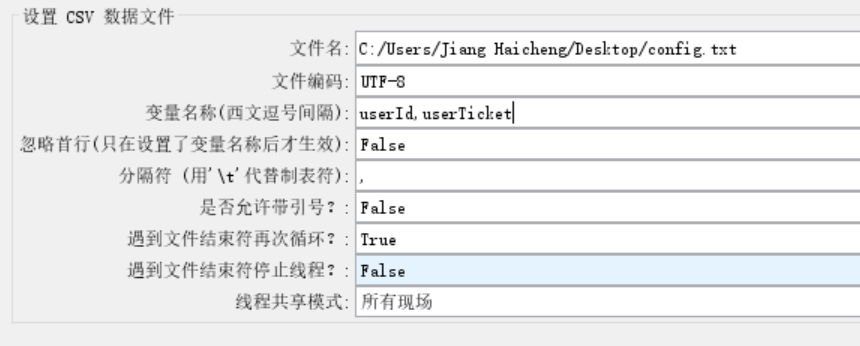 设置 CSV 数据文件
文件名: C:/Users/Jiang Haicheng/Desktop/config.txt
文件编码: UTF-8
变量名称(西文逗号间隔): userId,userTicket
忽略首行(只在设置了变量名称后才生效): False
分隔符 (用'\t'代替制表符): ,
是否允许带引号?: False
遇到文件结束符再次循环?: True
遇到文件结束符停止线程?: False
线程共享模式: 所有现场